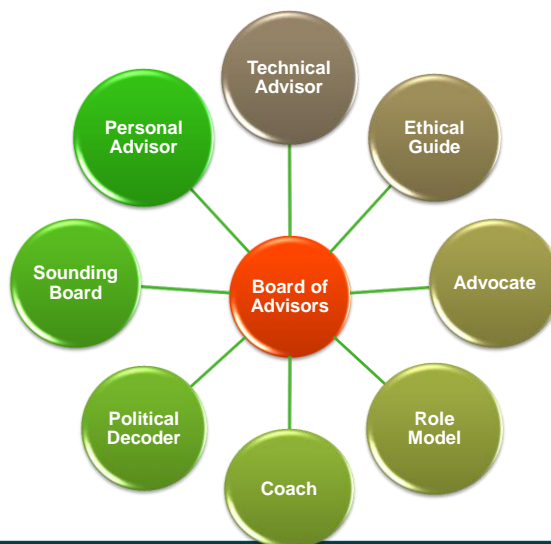 Technical
Advisor
Ethical
Guide
Advocate
Role
Model
Coach
Political
Decoder
Sounding
Board
Personal
Advisor
Board of
Advisors